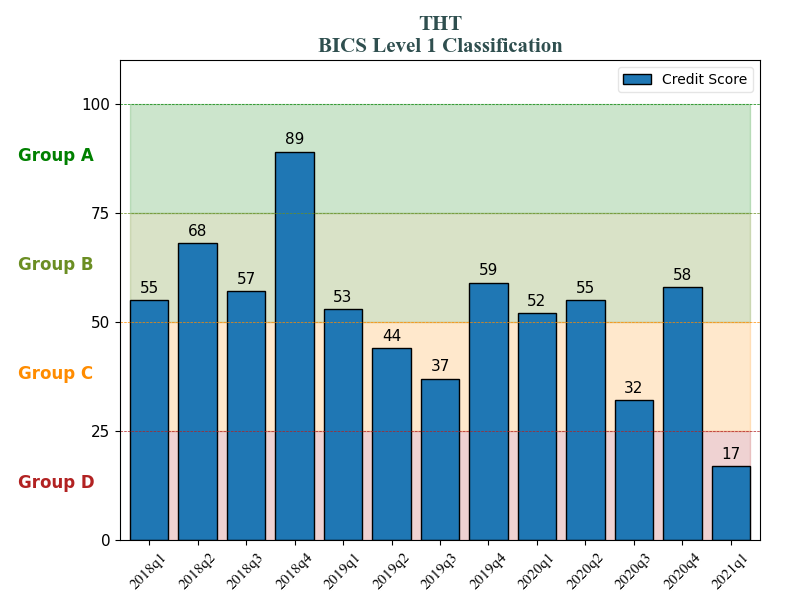 THT
BICS Level 1 Classification
Credit Score
100
Group A
89
75
68
Group B
55
57
53
59
52
55
58
50
44
37
32
Group C
25
17
Group D
0
2018q1
2018q2
2018q3
2018q4
2019q1
2019q2
2019q3
2019q4
2020q1
2020q2
2020q3
2020q4
2021q1